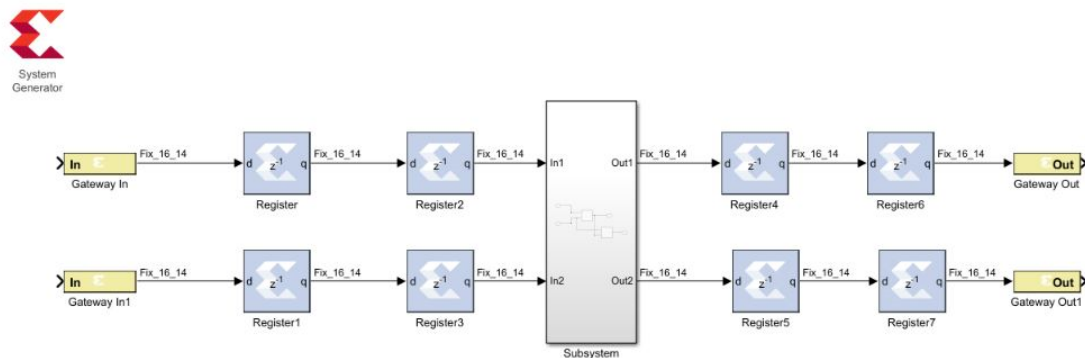 System
Generator
In
Fix_16_14
d z⁻¹ q
Fix_16_14
d z⁻¹ q
Fix_16_14
In1
Out1
Fix_16_14
d z⁻¹ q
Fix_16_14
d z⁻¹ q
Fix_16_14
Out
Gateway In
Register
Register2
Register4
Register6
Gateway Out
In
Fix_16_14
d z⁻¹ q
Fix_16_14
d z⁻¹ q
Fix_16_14
In2
Out2
Fix_16_14
d z⁻¹ q
Fix_16_14
d z⁻¹ q
Fix_16_14
Out
Gateway In1
Register1
Register3
Register5
Register7
Gateway Out1
Subsystem